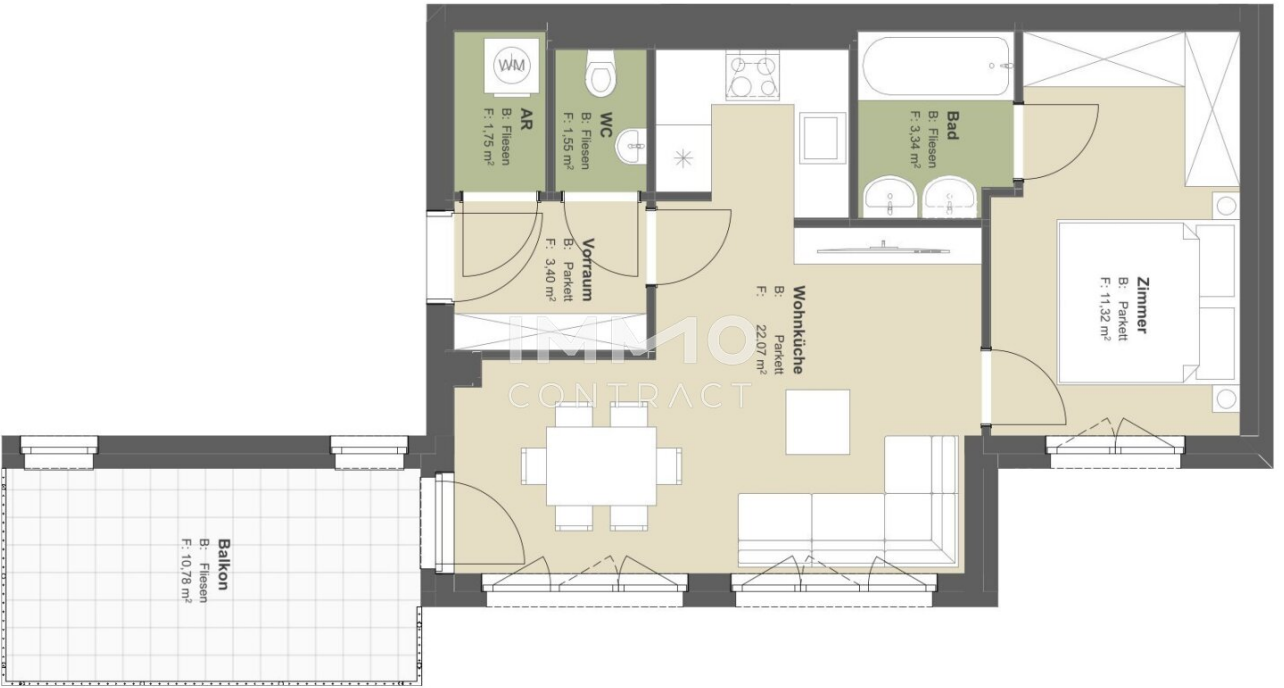 AR
B: Fliesen
F: 1,75 m²
WM
WC
B: Fliesen
F: 1,55 m²
Bad
B: Fliesen
F: 3,34 m²
Vorraum
B: Parkett
F: 3,40 m²
Wohnküche
B: Parkett
F: 22,07 m²
Zimmer
B: Parkett
F: 11,32 m²
Balkon
B: Fliesen
F: 10,78 m²
IMMO
CONTRACT